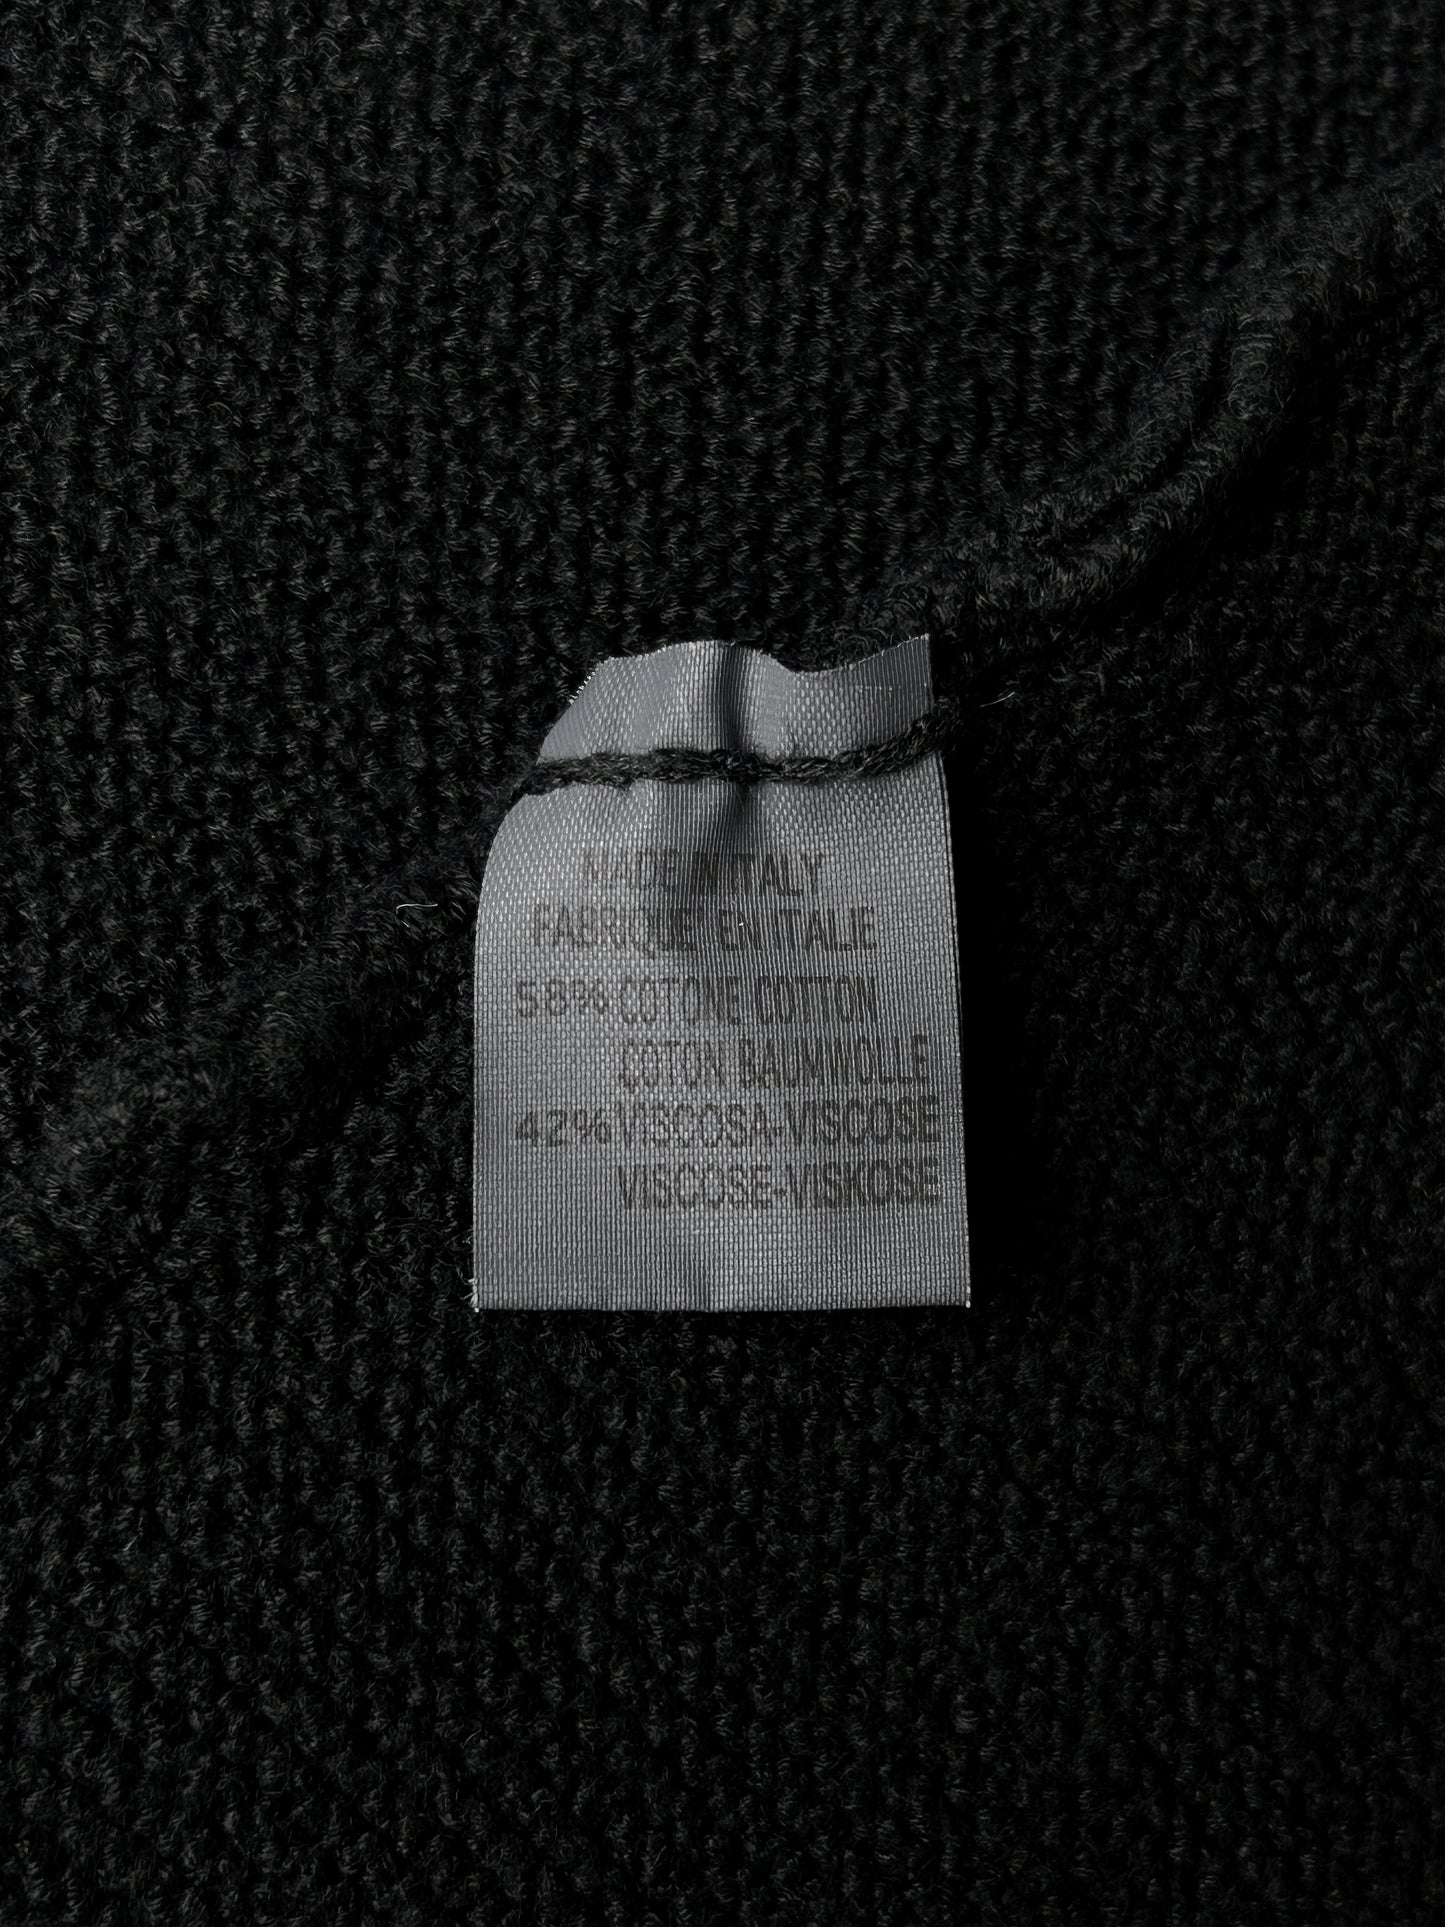 MADE IN ITALY
FABRIQUE' EN ITALIE
58% COTONE COTTON
COTON BAUMWOLLE
42% VISCOSA-VISCOSE
VISCOSE-VISKOSE